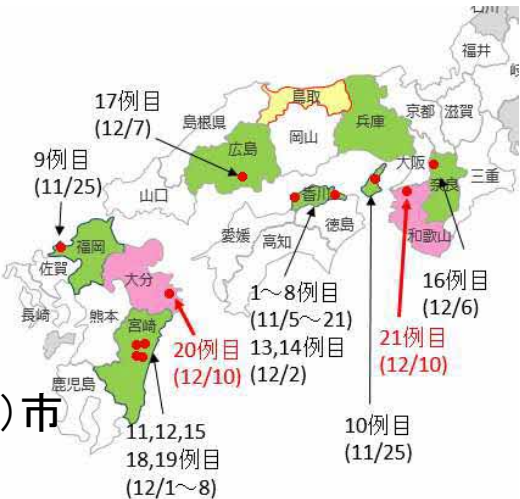 福井
17例目
(12/7)
鳥取
兵庫
京都
滋賀
島根県
岡山
広島
9例目
(11/25)
大阪
奈良
三重
山口
香川
徳島
愛媛
高知
和歌山
福岡
佐賀
大分
長崎
熊本
宮崎
鹿児島
1～8例目
(11/5～21)
13,14例目
(12/2)
16例目
(12/6)
20例目
(12/10)
21例目
(12/10)
10例目
(11/25)
)市
11,12,15
18,19例目
(12/1～8)